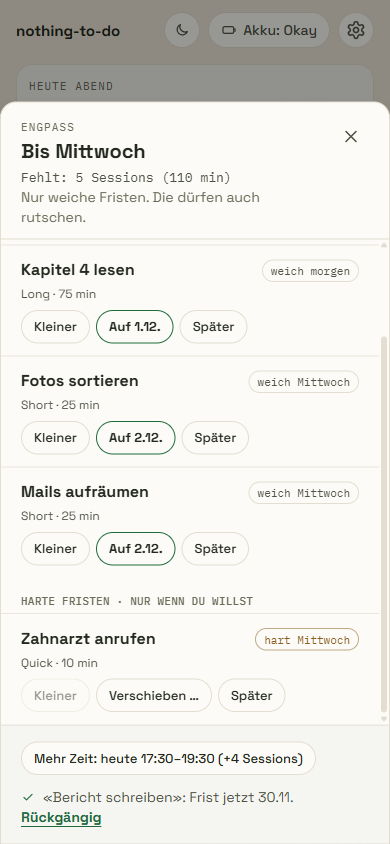 nothing-to-do
Akku: Okay
HEUTE ABEND
ENGPASS
Bis Mittwoch
Fehlt: 5 Sessions (110 min)
Nur weiche Fristen. Die dürfen auch
rutschen.
Kapitel 4 lesen
weich morgen
Long · 75 min
Kleiner
Auf 1.12.
Später
Fotos sortieren
weich Mittwoch
Short · 25 min
Kleiner
Auf 2.12.
Später
Mails aufräumen
weich Mittwoch
Short · 25 min
Kleiner
Auf 2.12.
Später
HARTE FRISTEN · NUR WENN DU WILLST
Zahnarzt anrufen
hart Mittwoch
Quick · 10 min
Kleiner
Verschieben …
Später
Mehr Zeit: heute 17:30–19:30 (+4 Sessions)
«Bericht schreiben»: Frist jetzt 30.11.
Rückgängig